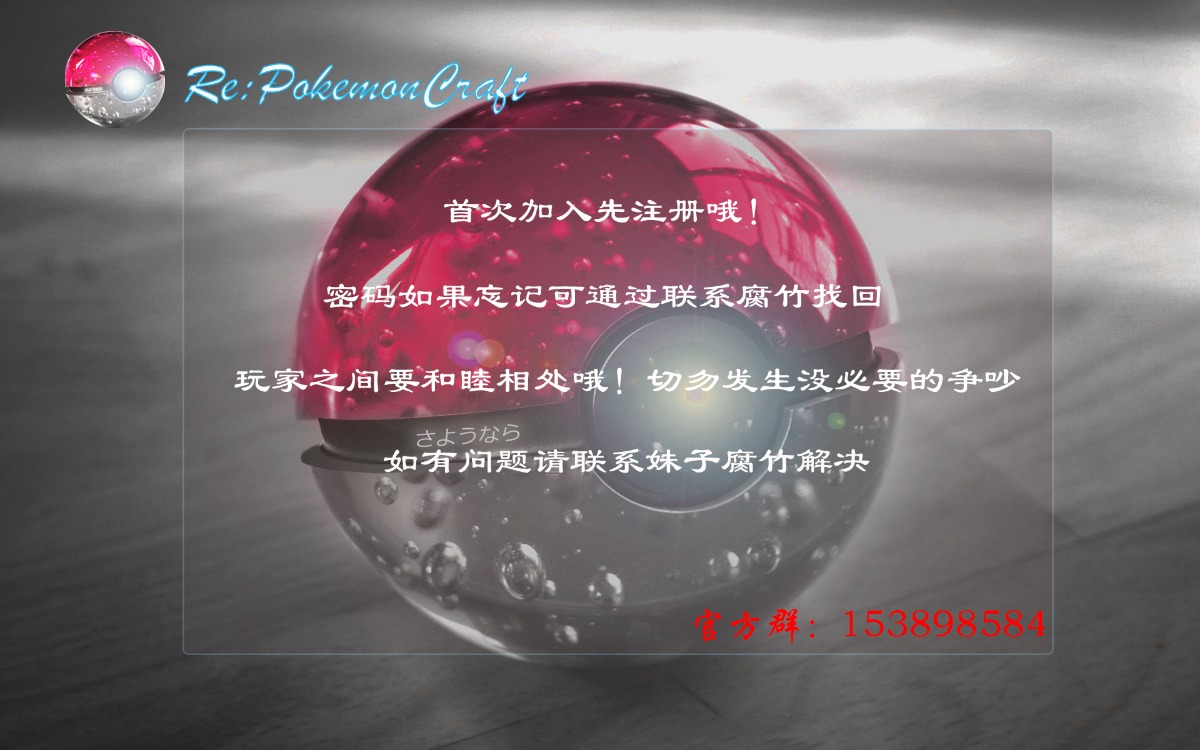 Re:PokemonCraft
首次加入先注册哦！
密码如果忘记可通过联系腐竹找回
玩家之间要和睦相处哦！切勿发生没必要的争吵
さようなら
如有问题请联系妹子腐竹解决
官方群：153898584